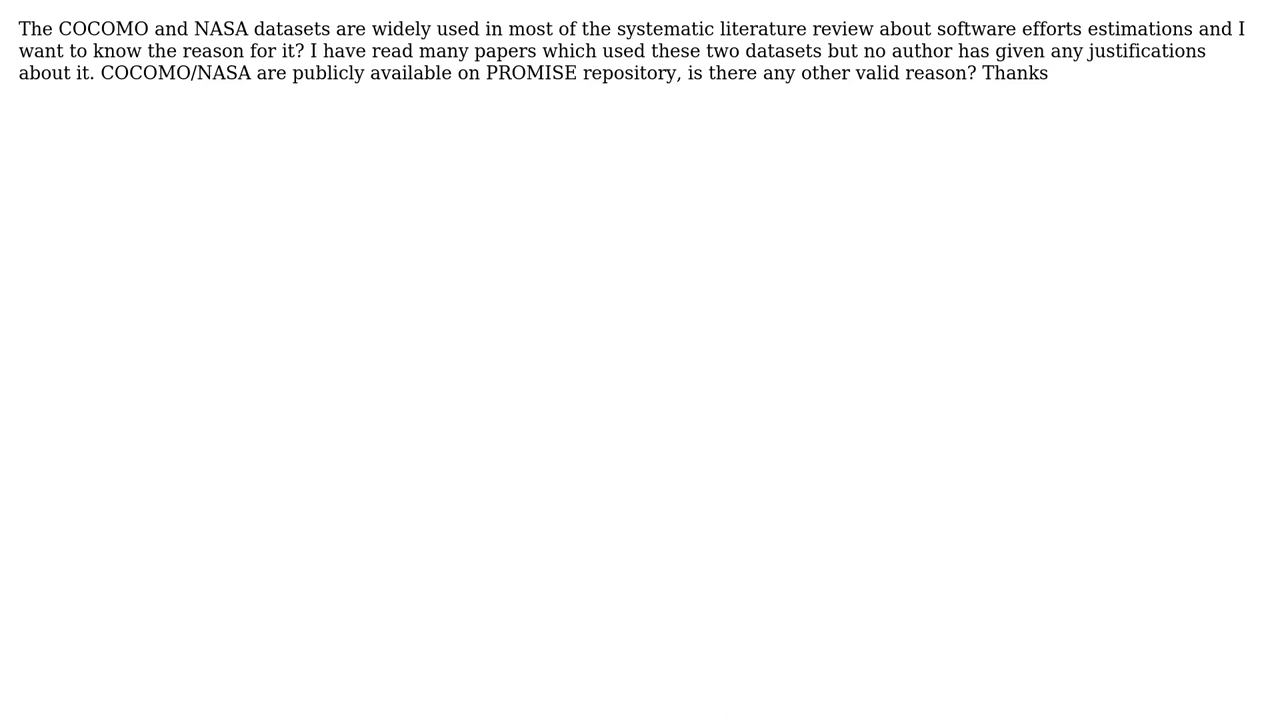 The COCOMO and NASA datasets are widely used in most of the systematic literature review about software efforts estimations and I
want to know the reason for it? I have read many papers which used these two datasets but no author has given any justifications
about it. COCOMO/NASA are publicly available on PROMISE repository, is there any other valid reason? Thanks